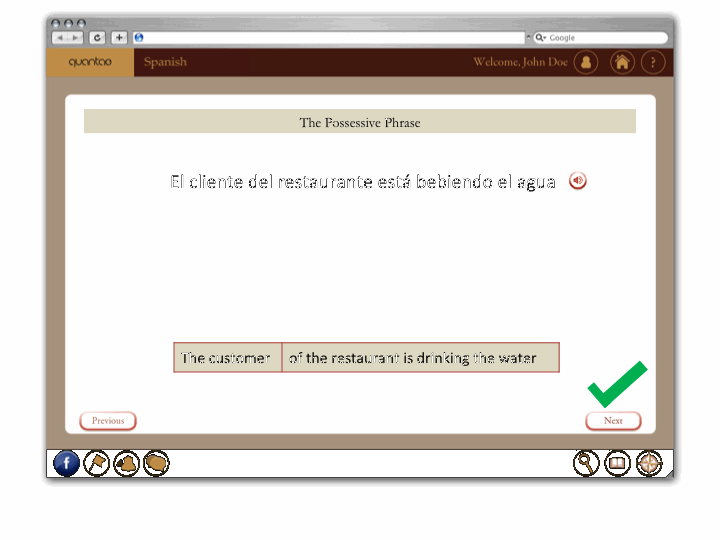 Google
quantao
Spanish
Welcome, John Doe
?
The Possessive Phrase
El cliente del restaurante está bebiendo el agua
The customer of the restaurant is drinking the water
Previous
Next
f